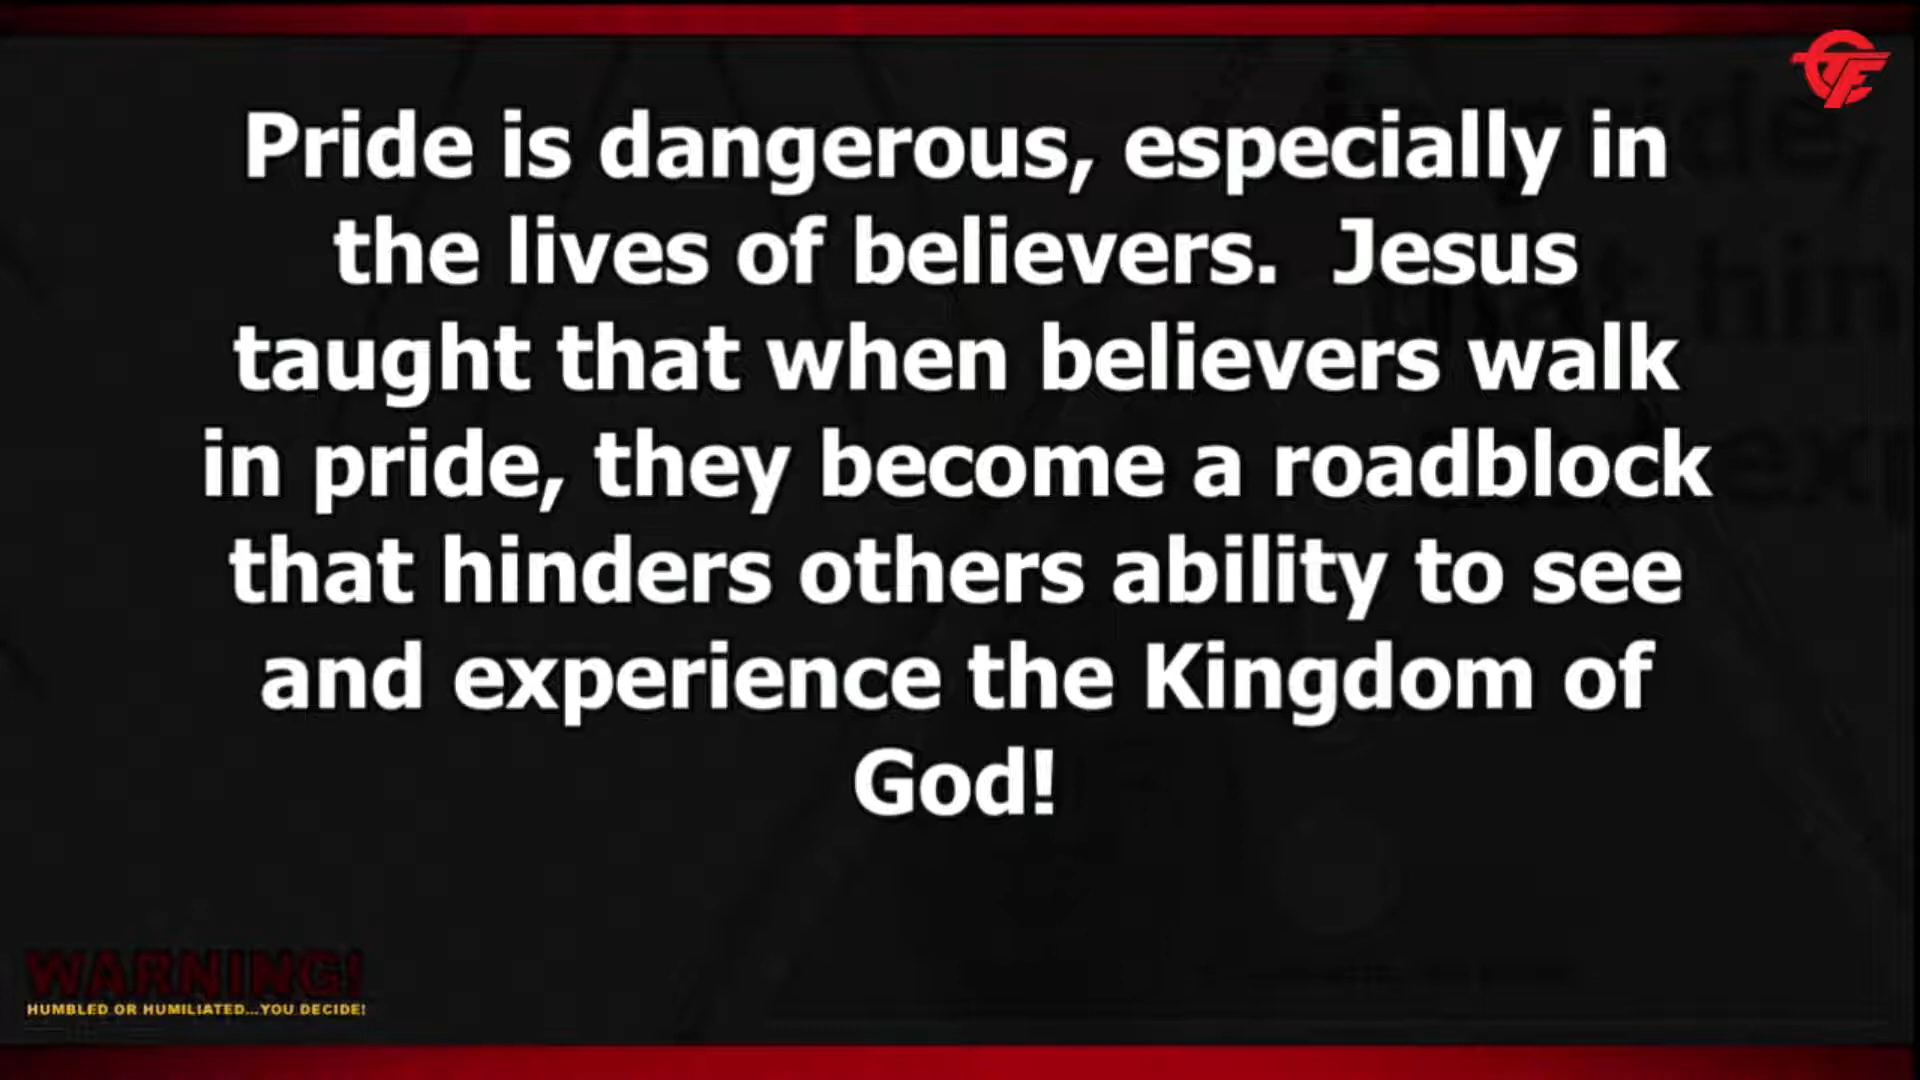 Pride is dangerous, especially in
the lives of believers.  Jesus
taught that when believers walk
in pride, they become a roadblock
that hinders others ability to see
and experience the Kingdom of
God!
WARNING!
HUMBLED OR HUMILIATED...YOU DECIDE!